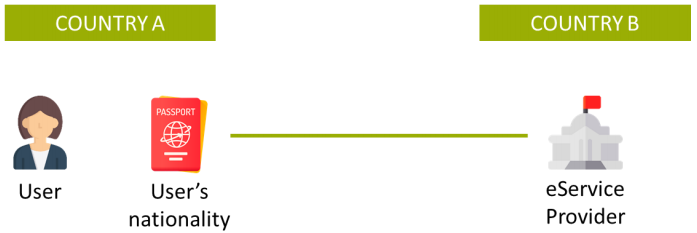 COUNTRY A
COUNTRY B
PASSPORT
User
User's
nationality
eService
Provider